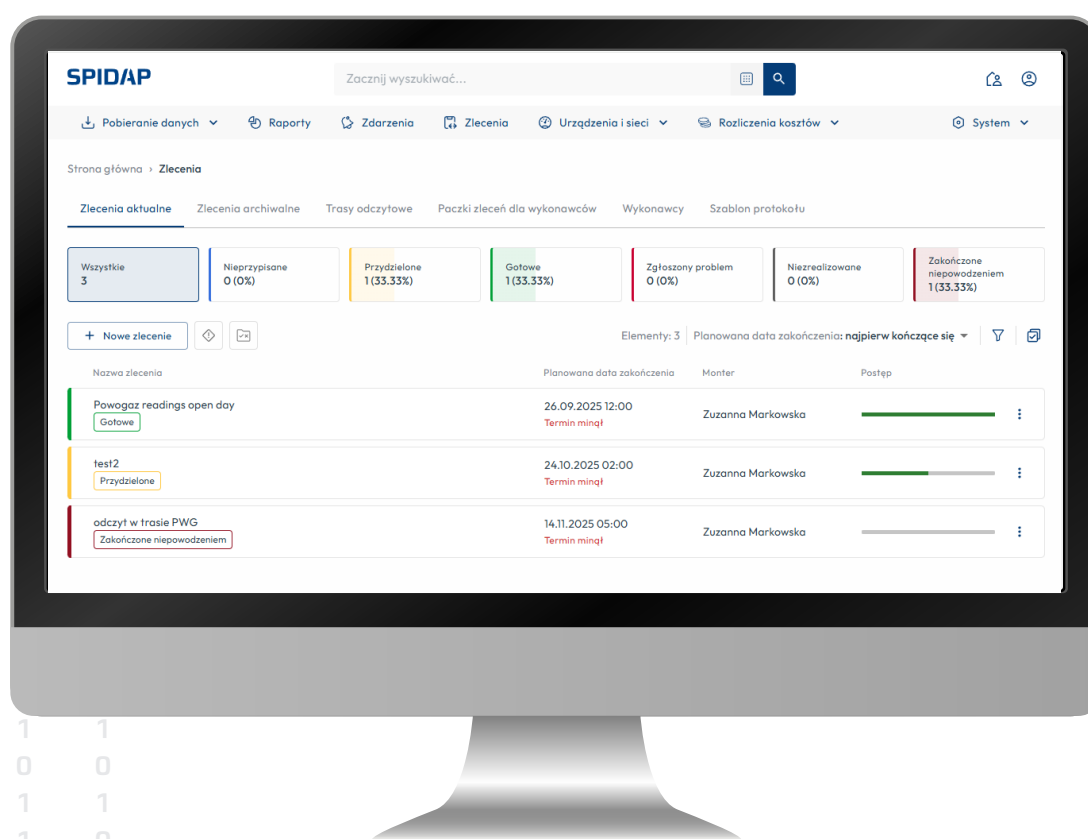 SPIDAP
Zacznij wyszukiwać...
Pobieranie danych
Raporty
Zdarzenia
Zlecenia
Urządzenia i sieci
Rozliczenia kosztów
System
Strona główna › Zlecenia
Zlecenia aktualne
Zlecenia archiwalne
Trasy odczytowe
Paczki zleceń dla wykonawców
Wykonawcy
Szablon protokołu
Wszystkie
3
Nieprzypisane
0 (0%)
Przydzielone
1 (33.33%)
Gotowe
1 (33.33%)
Zgłoszony problem
0 (0%)
Niezrealizowane
0 (0%)
Zakończone
niepowodzeniem
1 (33.33%)
+ Nowe zlecenie
Elementy: 3
Planowana data zakończenia: najpierw kończące się
Nazwa zlecenia
Planowana data zakończenia
Monter
Postęp
Powogaz readings open day
Gotowe
26.09.2025 12:00
Termin minął
Zuzanna Markowska
test2
Przydzielone
24.10.2025 02:00
Termin minął
Zuzanna Markowska
odczyt w trasie PWG
Zakończone niepowodzeniem
14.11.2025 05:00
Termin minął
Zuzanna Markowska
1 1
0 0
1 1
1 0